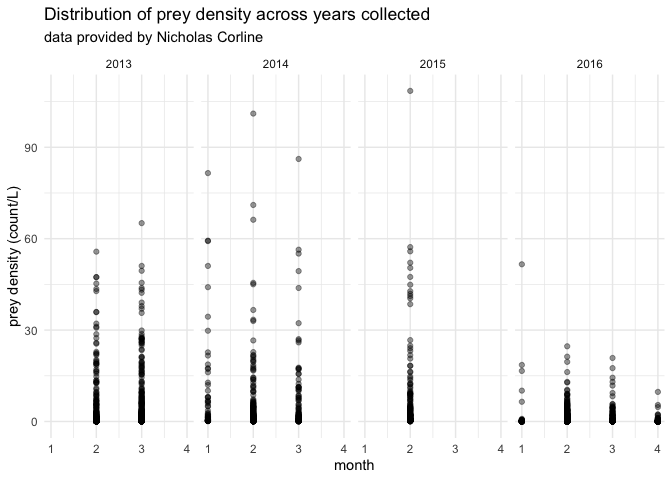 Distribution of prey density across years collected
data provided by Nicholas Corline
2013 2014 2015 2016
prey density (count/L)
90
60
30
0
1 2 3 4 1 2 3 4 1 2 3 4 1 2 3 4
month